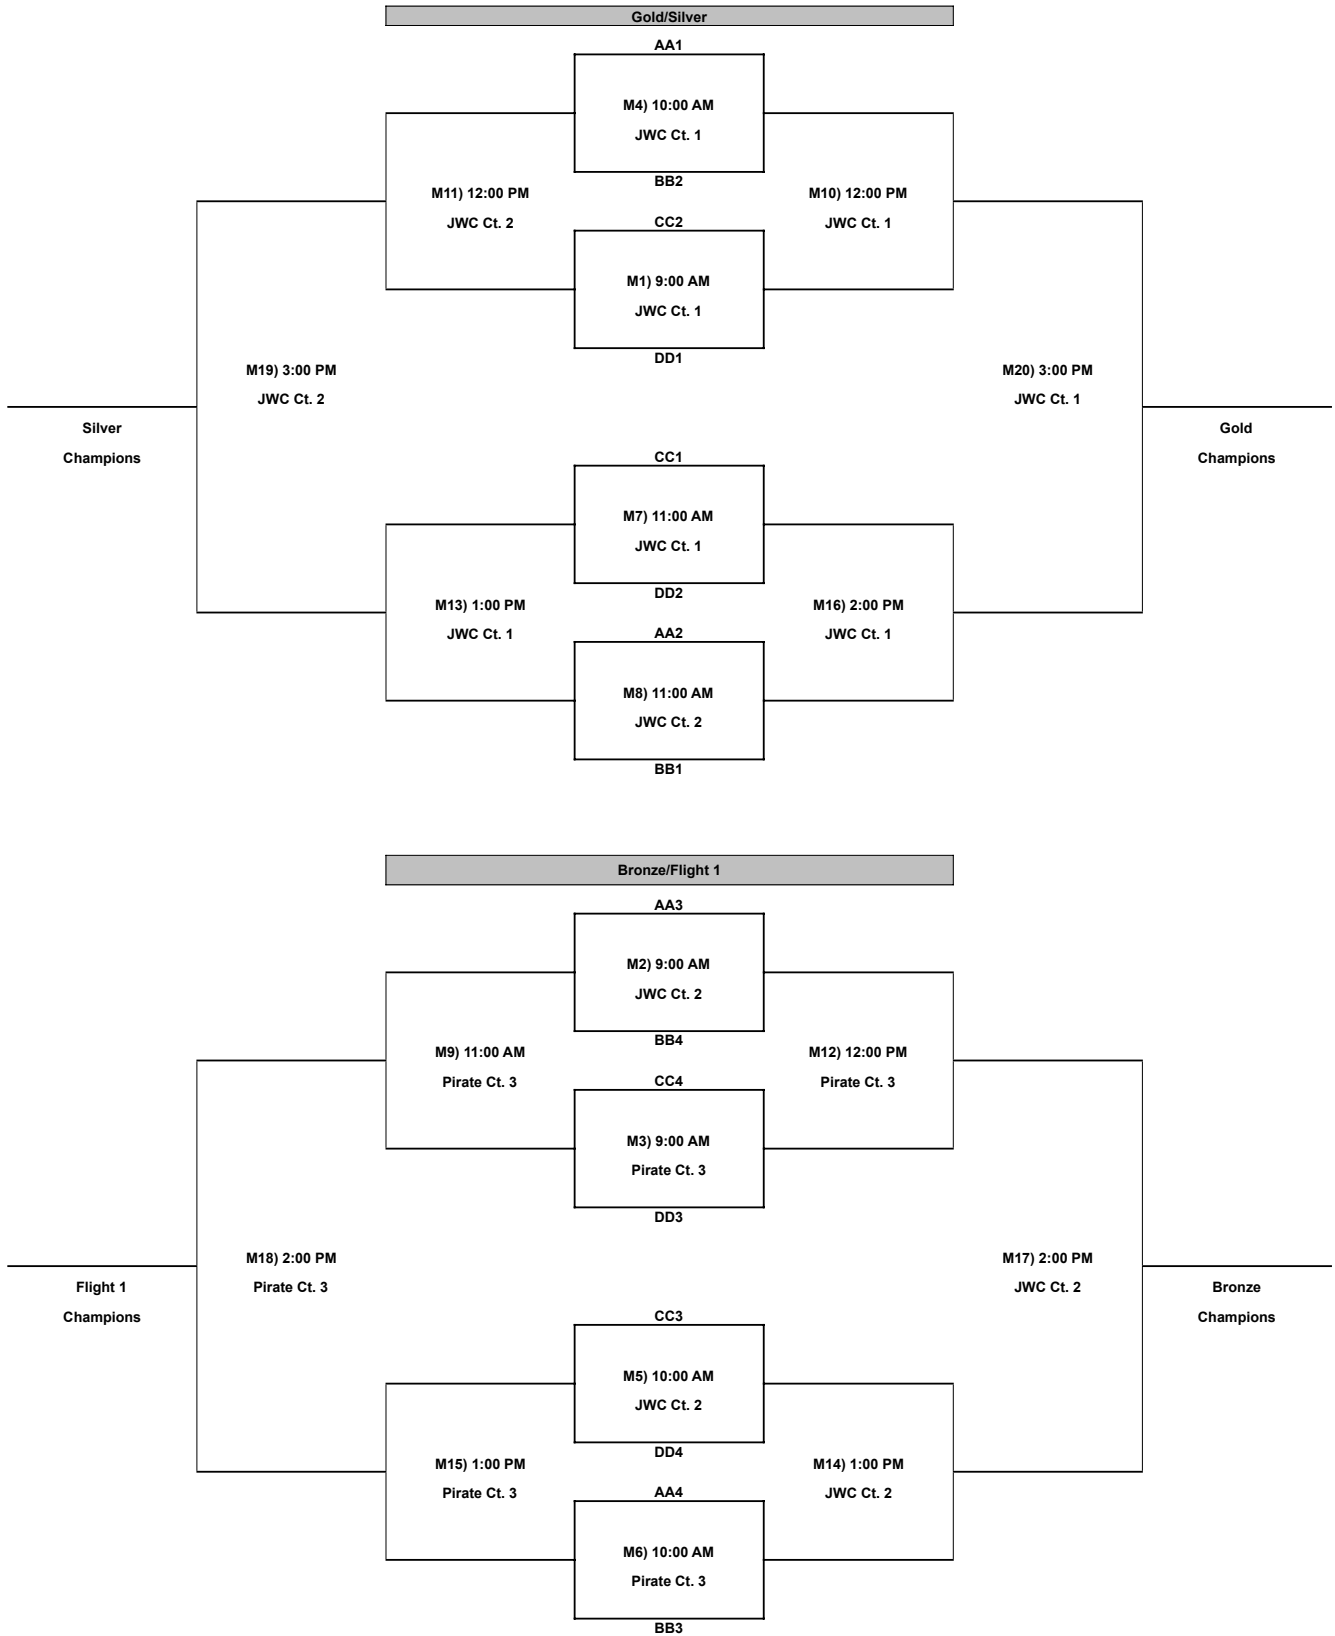 Gold/Silver
AA1
M4) 10:00 AM
JWC Ct. 1
BB2
M11) 12:00 PM
JWC Ct. 2
M10) 12:00 PM
JWC Ct. 1
CC2
M1) 9:00 AM
JWC Ct. 1
DD1
M19) 3:00 PM
JWC Ct. 2
M20) 3:00 PM
JWC Ct. 1
Silver
Champions
Gold
Champions
CC1
M7) 11:00 AM
JWC Ct. 1
DD2
M13) 1:00 PM
JWC Ct. 1
M16) 2:00 PM
JWC Ct. 1
AA2
M8) 11:00 AM
JWC Ct. 2
BB1
Bronze/Flight 1
AA3
M2) 9:00 AM
JWC Ct. 2
BB4
M9) 11:00 AM
Pirate Ct. 3
M12) 12:00 PM
Pirate Ct. 3
CC4
M3) 9:00 AM
Pirate Ct. 3
DD3
M18) 2:00 PM
Pirate Ct. 3
M17) 2:00 PM
JWC Ct. 2
Flight 1
Champions
Bronze
Champions
CC3
M5) 10:00 AM
JWC Ct. 2
DD4
M15) 1:00 PM
Pirate Ct. 3
M14) 1:00 PM
JWC Ct. 2
AA4
M6) 10:00 AM
Pirate Ct. 3
BB3